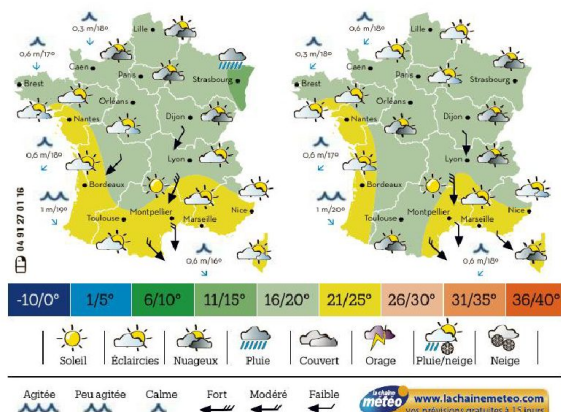 0,3 m/18°
Lille
0,6 m/17°
Caen
Paris
Strasbourg
Brest
Orléans
Nantes
Dijon
0,6 m/18°
Lyon
Bordeaux
1 m/19°
Toulouse
Montpellier
Marseille
Nice
0,6 m/16°
04 91 27 01 16
0,6 m/18°
Lille
0,3 m/18°
Caen
Paris
Strasbourg
Brest
Orléans
Nantes
Dijon
0,6 m/17°
Lyon
Bordeaux
1 m/20°
Toulouse
Montpellier
Marseille
Nice
0,6 m/18°
-10/0° 1/5° 6/10° 11/15° 16/20° 21/25° 26/30° 31/35° 36/40°
Soleil Éclaircies Nuageux Pluie Couvert Orage Pluie/neige Neige
Agitée Peu agitée Calme Fort Modéré Faible
la chaîne
météo
www.lachainemeteo.com
vos prévisions gratuites à 15 jours